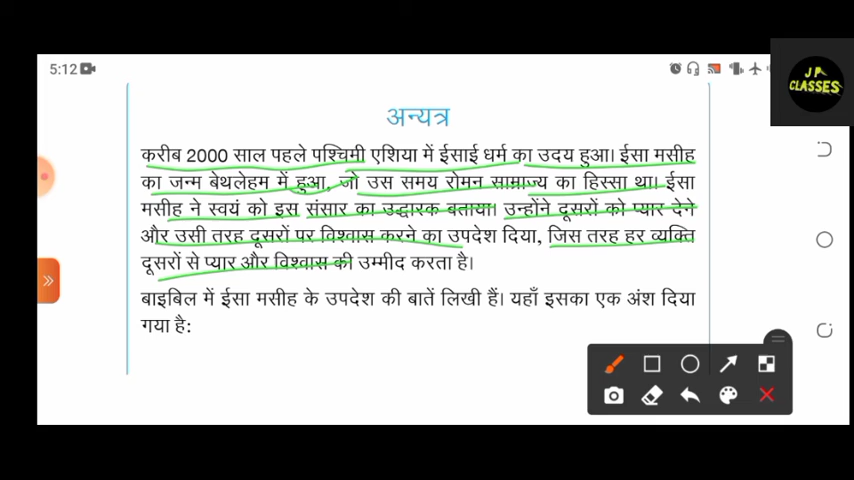 5:12
J P
CLASSES
अन्यत्र
करीब 2000 साल पहले पश्चिमी एशिया में ईसाई धर्म का उदय हुआ। ईसा मसीह
का जन्म बेथलेहम में हुआ, जो उस समय रोमन साम्राज्य का हिस्सा था। ईसा
मसीह ने स्वयं को इस संसार का उद्धारक बताया। उन्होंने दूसरों को प्यार देने
और उसी तरह दूसरों पर विश्वास करने का उपदेश दिया, जिस तरह हर व्यक्ति
दूसरों से प्यार और विश्वास की उम्मीद करता है।
बाइबिल में ईसा मसीह के उपदेश की बातें लिखी हैं। यहाँ इसका एक अंश दिया
गया है: